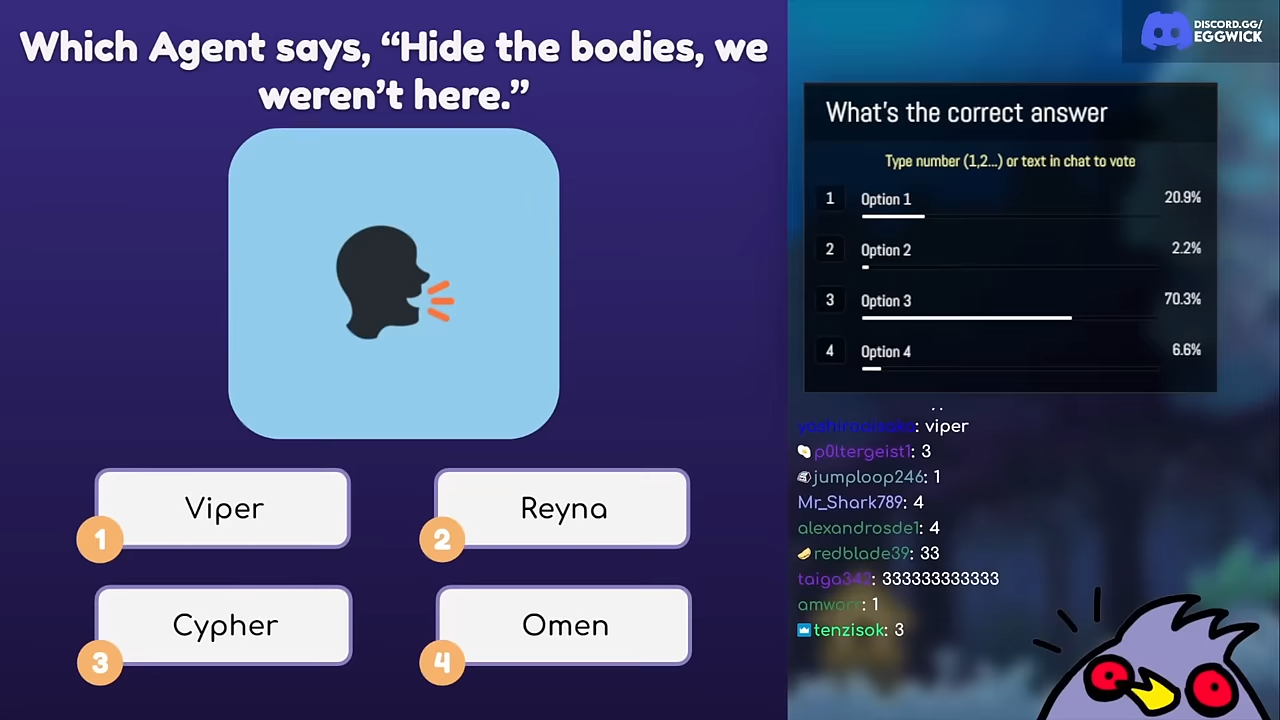 Which Agent says, “Hide the bodies, we
weren’t here.”
Viper
1
Reyna
2
Cypher
3
Omen
4
DISCORD.GG/
EGGWICK
What's the correct answer
Type number (1,2...) or text in chat to vote
1 Option 1 20.9%
2 Option 2 2.2%
3 Option 3 70.3%
4 Option 4 6.6%
: viper
p0ltergeist1: 3
jumploop246: 1
Mr_Shark789: 4
alexandrosde1: 4
redblade39: 33
taiga342: 333333333333
amworr: 1
tenzisok: 3